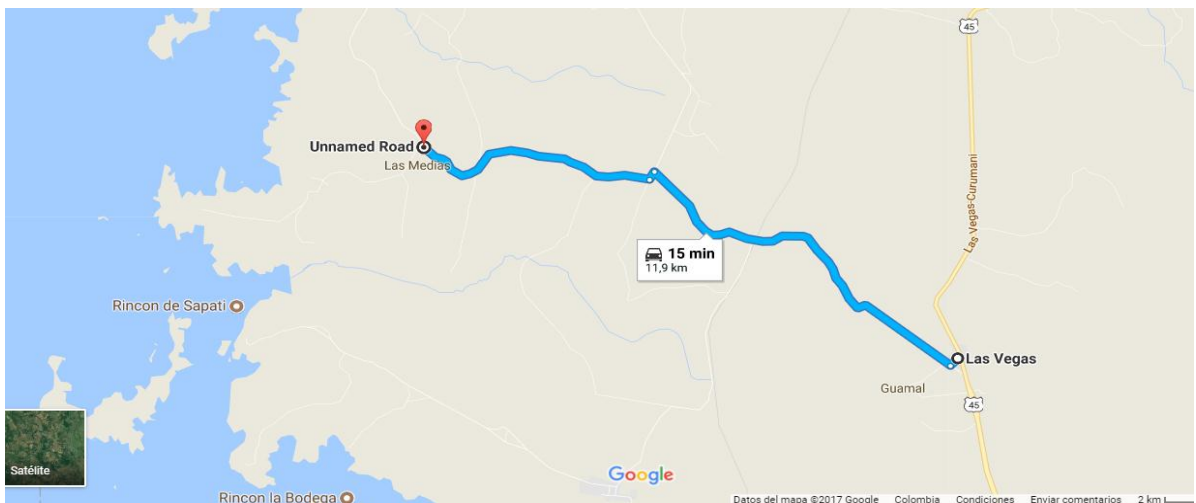 45
Unnamed Road
Las Medias
Las Vegas-Curumani
15 min
11,9 km
Rincon de Sapati
Las Vegas
Guamal
45
Satélite
Google
Rincon la Bodega
Datos del mapa ©2017 Google Colombia Condiciones Enviar comentarios 2 km